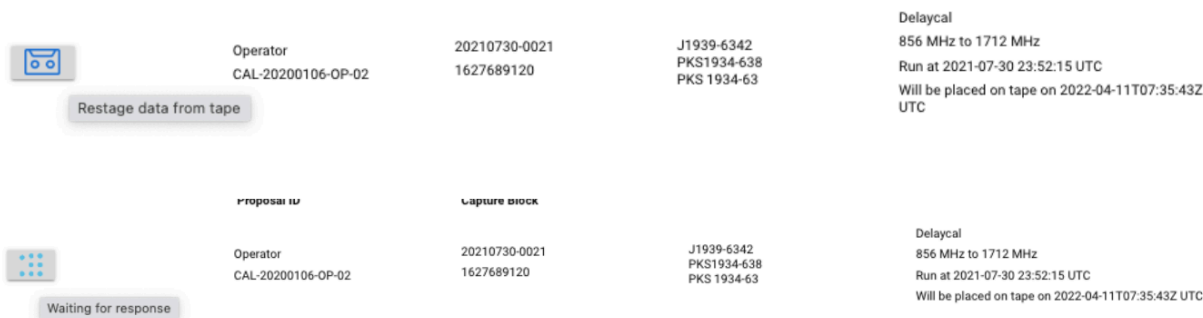 Operator
CAL-20200106-OP-02
20210730-0021
1627689120
J1939-6342
PKS1934-638
PKS 1934-63
Delaycal
856 MHz to 1712 MHz
Run at 2021-07-30 23:52:15 UTC
Will be placed on tape on 2022-04-11T07:35:43Z
UTC
Restage data from tape
Proposal ID
Capture Block
Operator
CAL-20200106-OP-02
20210730-0021
1627689120
J1939-6342
PKS1934-638
PKS 1934-63
Delaycal
856 MHz to 1712 MHz
Run at 2021-07-30 23:52:15 UTC
Will be placed on tape on 2022-04-11T07:35:43Z UTC
Waiting for response